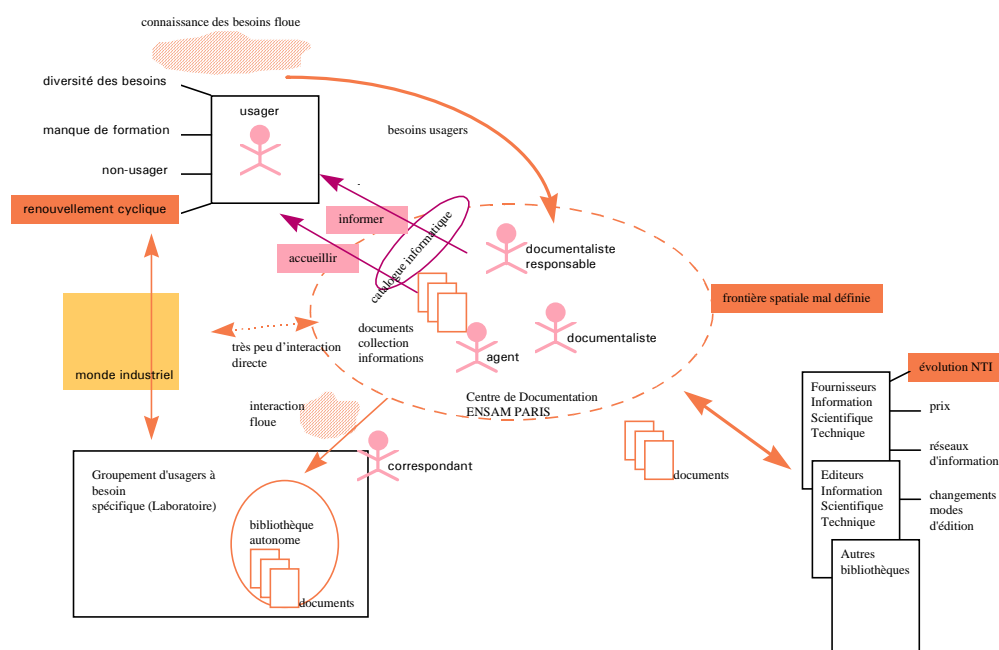 connaissance des besoins floue
diversité des besoins
usager
manque de formation
besoins usagers
non-usager
renouvellement cyclique
informer
accueillir
catalogue informatique
documentaliste
responsable
frontière spatiale mal définie
documents
collection
informations
agent
documentaliste
très peu d'interaction
directe
monde industriel
Centre de Documentation
ENSAM PARIS
interaction
floue
correspondant
Groupement d'usagers à
besoin
spécifique (Laboratoire)
bibliothèque
autonome
documents
documents
évolution NTI
Fournisseurs
Information
Scientifique
Technique
prix
réseaux
d'information
Editeurs
Information
Scientifique
Technique
changements
modes
d'édition
Autres
bibliothèques